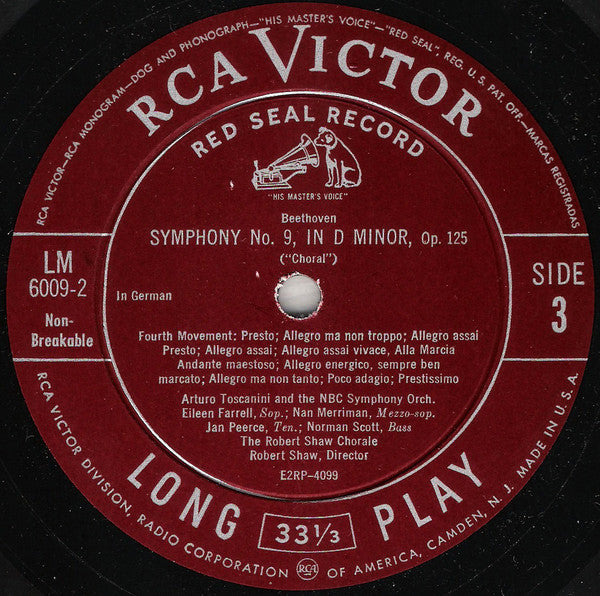 RCA VICTOR—RCA MONOGRAM—DOG AND PHONOGRAPH—"HIS MASTER'S VOICE"—"RED SEAL", REG. U.S. PAT. OFF.—MARCAS REGISTRADAS
RCA VICTOR
RED SEAL RECORD
"HIS MASTER'S VOICE"
Beethoven
SYMPHONY No. 9, IN D MINOR, Op. 125
("Choral")
LM
6009-2
Non-
Breakable
SIDE
3
In German
Fourth Movement: Presto; Allegro ma non troppo; Allegro assai
Presto; Allegro assai; Allegro assai vivace, Alla Marcia
Andante maestoso; Allegro energico, sempre ben
marcato; Allegro ma non tanto; Poco adagio; Prestissimo
Arturo Toscanini and the NBC Symphony Orch.
Eileen Farrell, Sop.; Nan Merriman, Mezzo-sop.
Jan Peerce, Ten.; Norman Scott, Bass
The Robert Shaw Chorale
Robert Shaw, Director
E2RP-4099
LONG 33 1/3 PLAY
RCA
RCA VICTOR DIVISION, RADIO CORPORATION OF AMERICA, CAMDEN, N. J. MADE IN U.S.A.